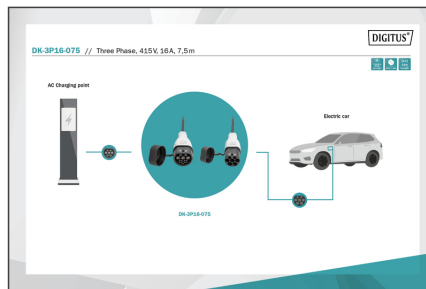 DIGITUS®
DK-3P16-075 // Three Phase, 415V, 16A, 7,5m
AC Charging point
Electric car
DK-3P16-075